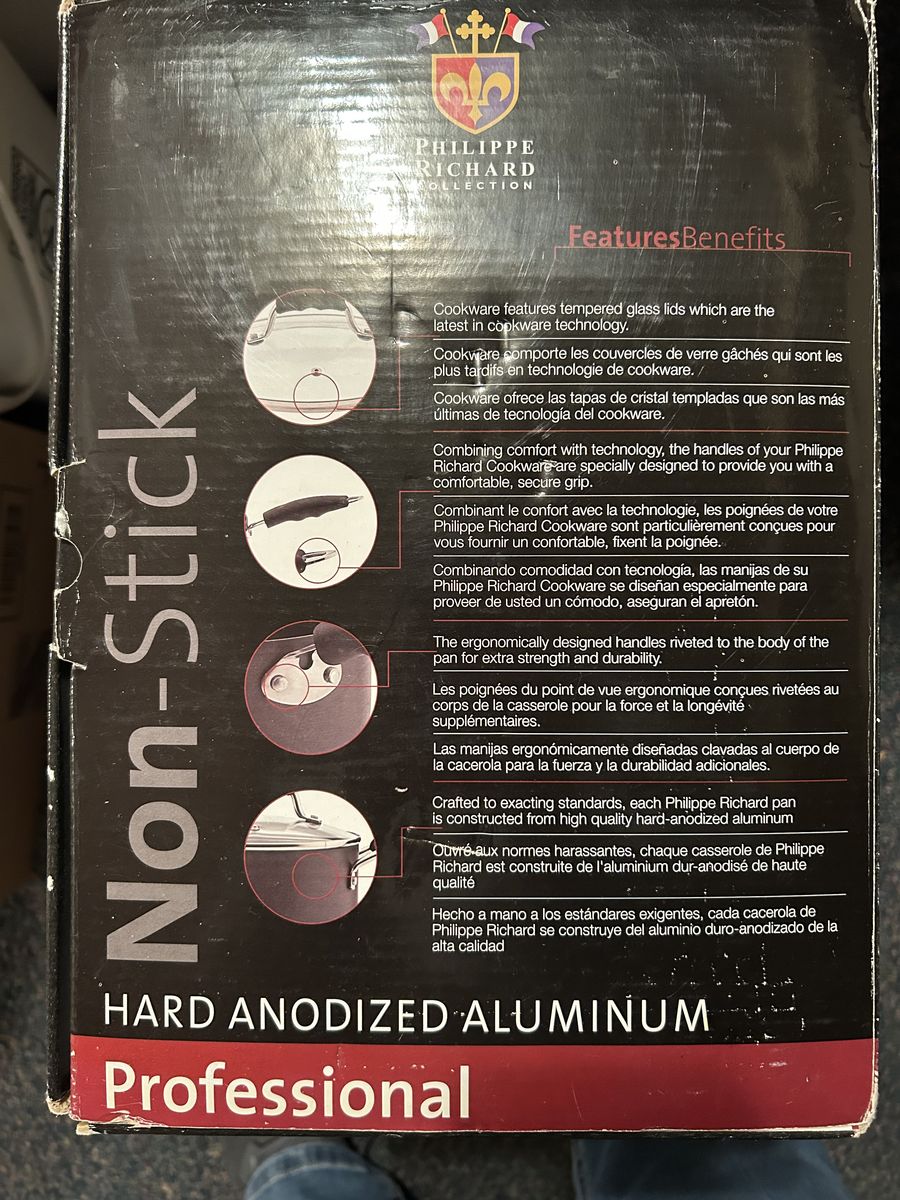 PHILIPPE
RICHARD
COLLECTION
FeaturesBenefits
Cookware features tempered glass lids which are the
latest in cookware technology.
Cookware comporte les couvercles de verre gâchés qui sont les
plus tardifs en technologie de cookware.
Cookware ofrece las tapas de cristal templadas que son las más
últimas de tecnología del cookware.
Combining comfort with technology, the handles of your Philippe
Richard Cookware are specially designed to provide you with a
comfortable, secure grip.
Combinant le confort avec la technologie, les poignées de votre
Philippe Richard Cookware sont particulièrement conçues pour
vous fournir un confortable, fixent la poignée.
Combinando comodidad con tecnología, las manijas de su
Philippe Richard Cookware se diseñan especialmente para
proveer de usted un cómodo, aseguran el apretón.
The ergonomically designed handles riveted to the body of the
pan for extra strength and durability.
Les poignées du point de vue ergonomique conçues rivetées au
corps de la casserole pour la force et la longévité
supplémentaires.
Las manijas ergonómicamente diseñadas clavadas al cuerpo de
la cacerola para la fuerza y la durabilidad adicionales.
Crafted to exacting standards, each Philippe Richard pan
is constructed from high quality hard-anodized aluminum
Ouvré aux normes harassantes, chaque casserole de Philippe
Richard est construite de l'aluminium dur-anodisé de haute
qualité
Hecho a mano a los estándares exigentes, cada cacerola de
Philippe Richard se construye del aluminio duro-anodizado de la
alta calidad
Non-Stick
HARD ANODIZED ALUMINUM
Professional